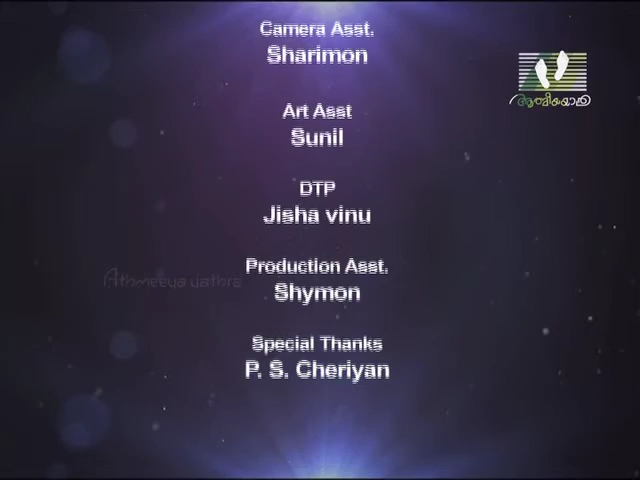 Camera Asst.
Sharimon
ആത്മീയയാത്ര
Art Asst
Sunil
DTP
Jisha vinu
Production Asst.
Athmeeya yathra
Shymon
Special Thanks
P. S. Cheriyan